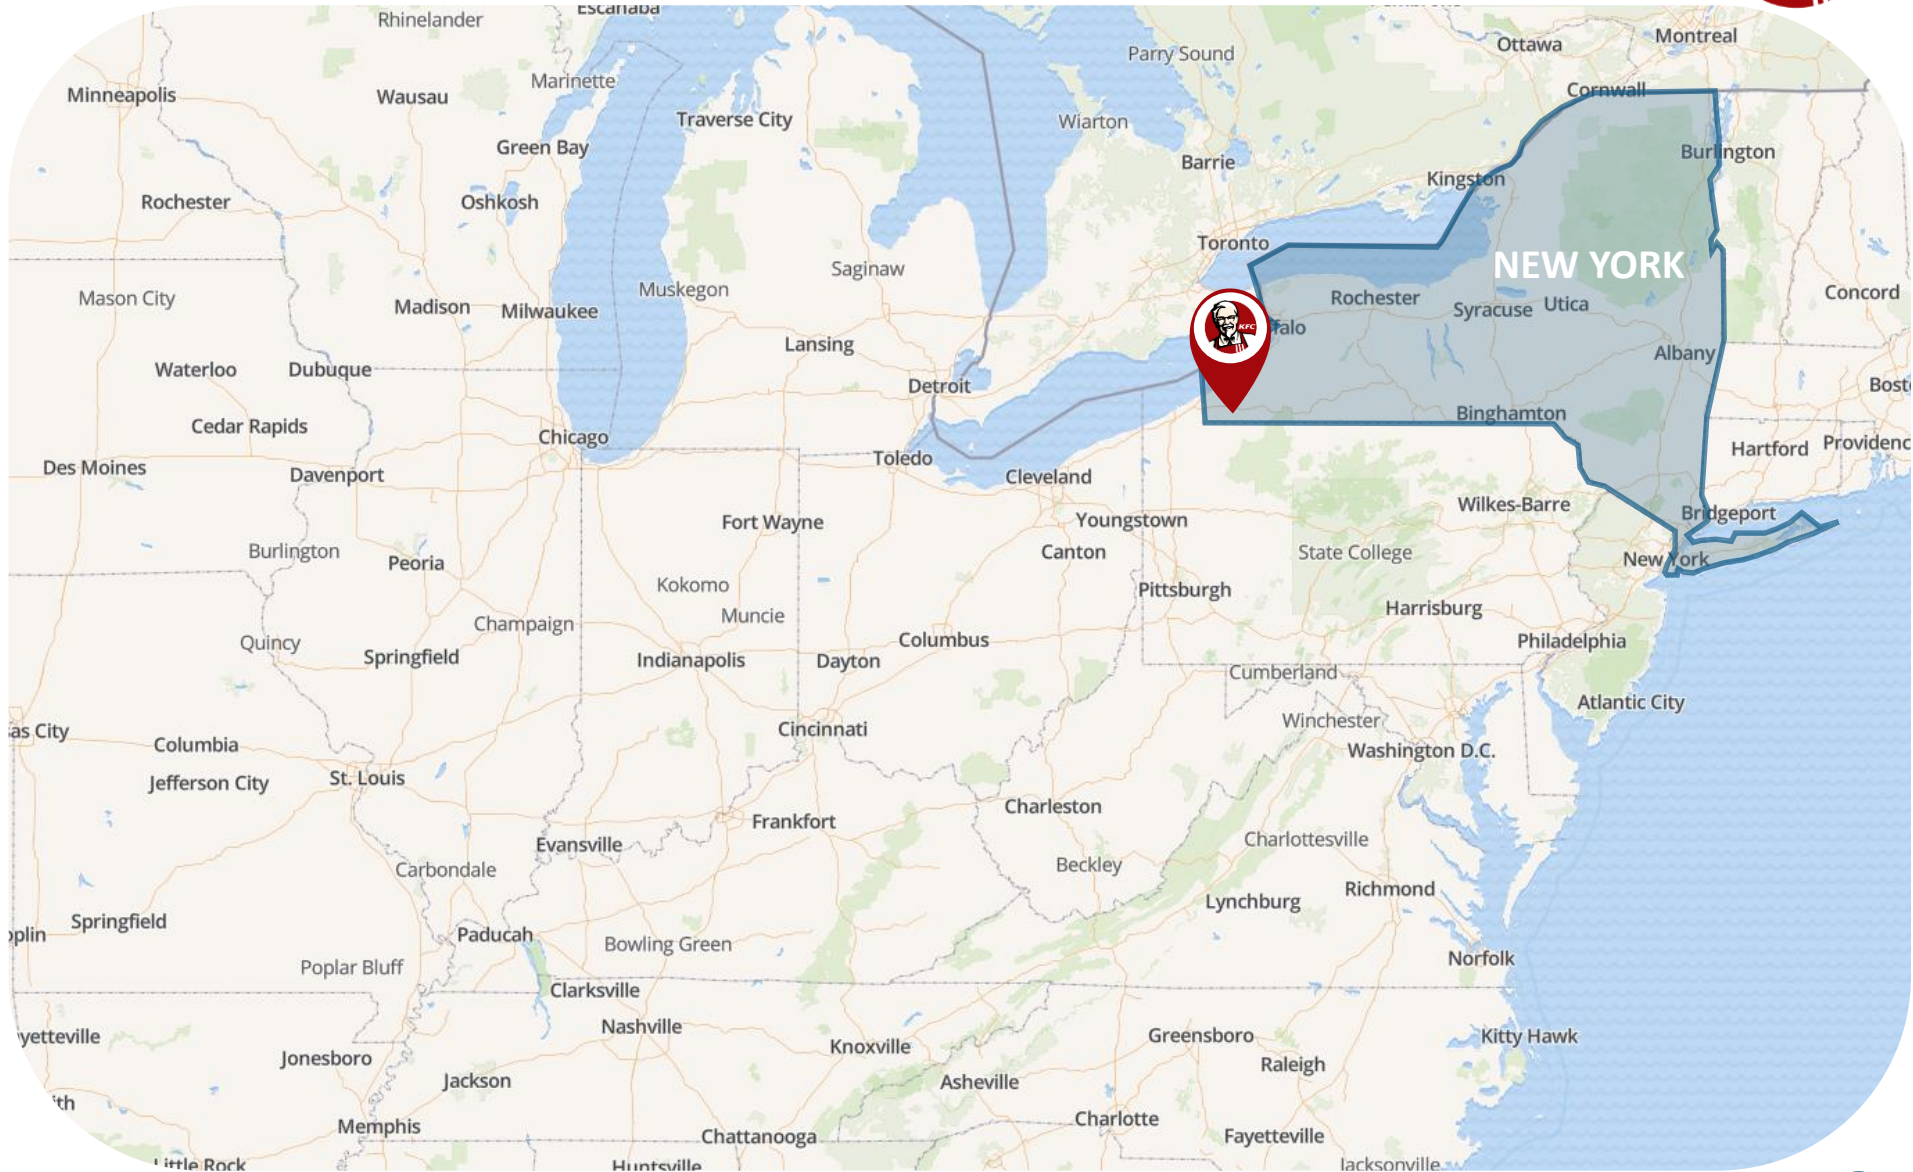 Escanaba
Rhinelander
Parry Sound
Ottawa
Montreal
Minneapolis
Wausau
Marinette
Cornwall
Traverse City
Wiarton
Green Bay
Barrie
Burlington
Kingston
Rochester
Oshkosh
Toronto
NEW YORK
Saginaw
Mason City
Madison
Milwaukee
Muskegon
Rochester
Syracuse
Utica
Concord
KFC
falo
Lansing
Albany
Waterloo
Dubuque
Detroit
Bost
Cedar Rapids
Chicago
Binghamton
Des Moines
Davenport
Toledo
Cleveland
Hartford
Providenc
Fort Wayne
Youngstown
Wilkes-Barre
Bridgeport
Burlington
Peoria
Canton
State College
New York
Kokomo
Muncie
Pittsburgh
Harrisburg
Quincy
Champaign
Springfield
Indianapolis
Dayton
Columbus
Philadelphia
Cumberland
Atlantic City
as City
Columbia
Cincinnati
Winchester
Washington D.C.
Jefferson City
St. Louis
Frankfort
Charleston
Evansville
Charlottesville
Carbondale
Beckley
Richmond
Lynchburg
Springfield
plin
Paducah
Bowling Green
Norfolk
Poplar Bluff
Clarksville
yetteville
Nashville
Knoxville
Greensboro
Kitty Hawk
Jonesboro
Raleigh
Jackson
Asheville
ith
Memphis
Chattanooga
Charlotte
Fayetteville
Little Rock
Huntsville
Jacksonville